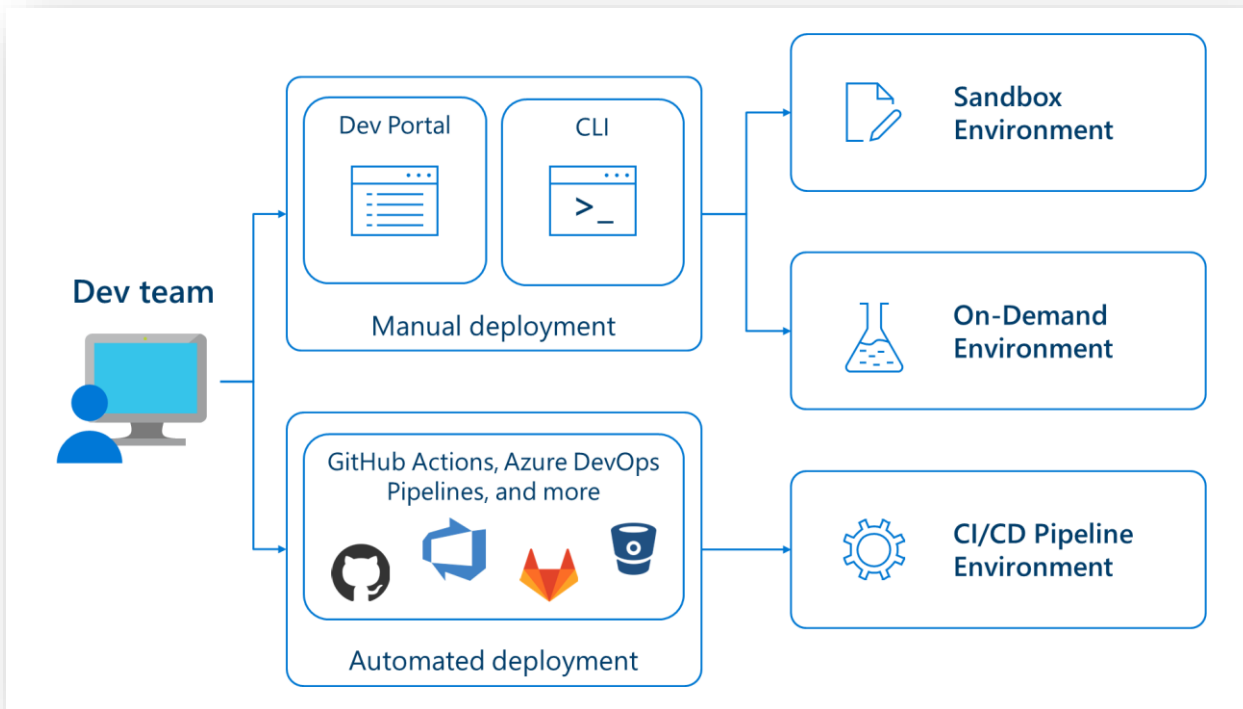 Dev team
Dev Portal
CLI
>_
Manual deployment
GitHub Actions, Azure DevOps
Pipelines, and more
Automated deployment
Sandbox
Environment
On-Demand
Environment
CI/CD Pipeline
Environment